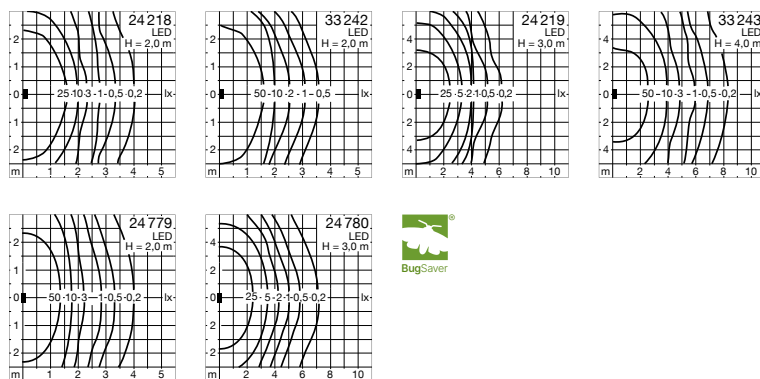 24 218
LED
H = 2,0 m
2
1
0
25-10-3-1-0,5-0,2
lx
1
2
m
1
2
3
4
5
33 242
LED
H = 2,0 m
2
1
0
50-10-2-1-0,5
lx
1
2
m
1
2
3
4
5
24 219
LED
H = 3,0 m
4
2
0
25-5-2-1-0,5-0,2
lx
2
4
m
2
4
6
8
10
33 243
LED
H = 4,0 m
4
2
0
50-10-3-1-0,5-0,2
lx
2
4
m
2
4
6
8
10
24 779
LED
H = 2,0 m
2
1
0
50-10-3-1-0,5-0,2
lx
1
2
m
1
2
3
4
5
24 780
LED
H = 3,0 m
4
2
0
25-5-2-1-0,5-0,2
lx
2
4
m
2
4
6
8
10
®
BugSaver